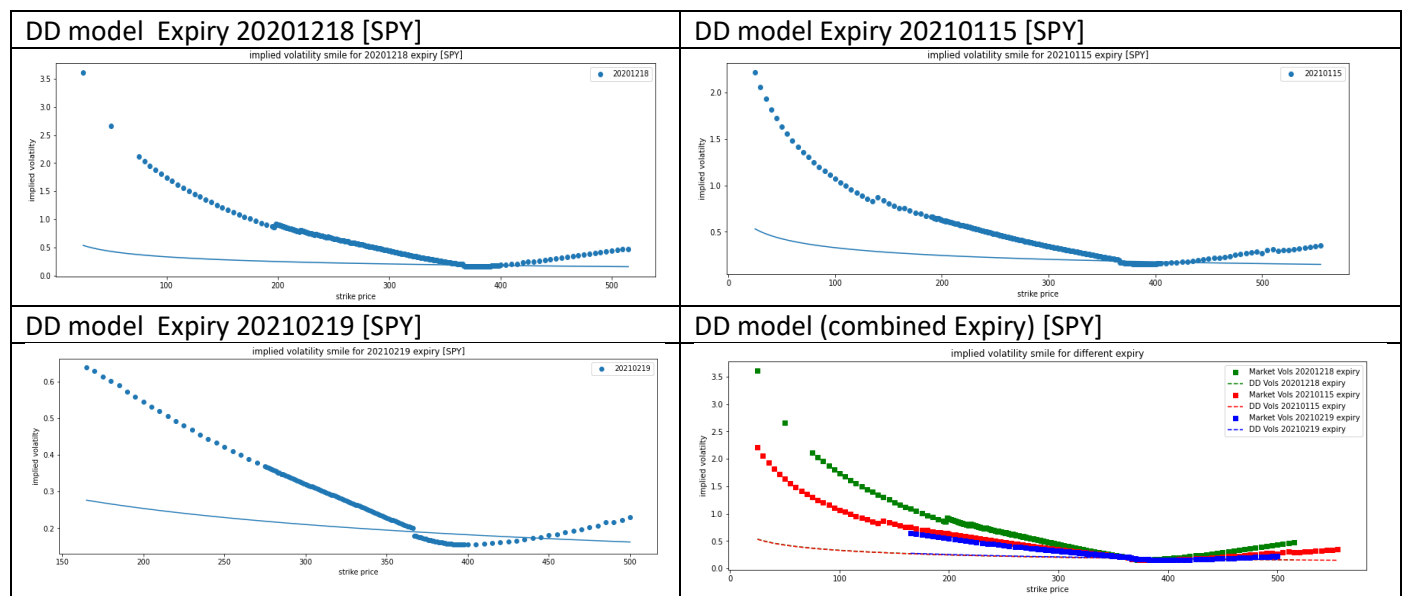 DD model  Expiry 20201218 [SPY]
implied volatility smile for 20201218 expiry [SPY]
20201218
3.5
3.0
2.5
2.0
1.5
1.0
0.5
0.0
implied volatilty
100
200
300
400
500
strike price
DD model Expiry 20210115 [SPY]
implied volatility smile for 20210115 expiry [SPY]
20210115
2.0
1.5
1.0
0.5
implied volatilty
0
100
200
300
400
500
strike price
DD model  Expiry 20210219 [SPY]
implied volatility smile for 20210219 expiry [SPY]
20210219
0.6
0.5
0.4
0.3
0.2
implied volatilty
150
200
250
300
350
400
450
500
strike price
DD model (combined Expiry) [SPY]
implied volatility smile for different expiry
Market Vols 20201218 expiry
DD Vols 20201218 expiry
Market Vols 20210115 expiry
DD Vols 20210115 expiry
Market Vols 20210219 expiry
DD Vols 20210219 expiry
3.5
3.0
2.5
2.0
1.5
1.0
0.5
0.0
implied volatilty
0
100
200
300
400
500
strike price